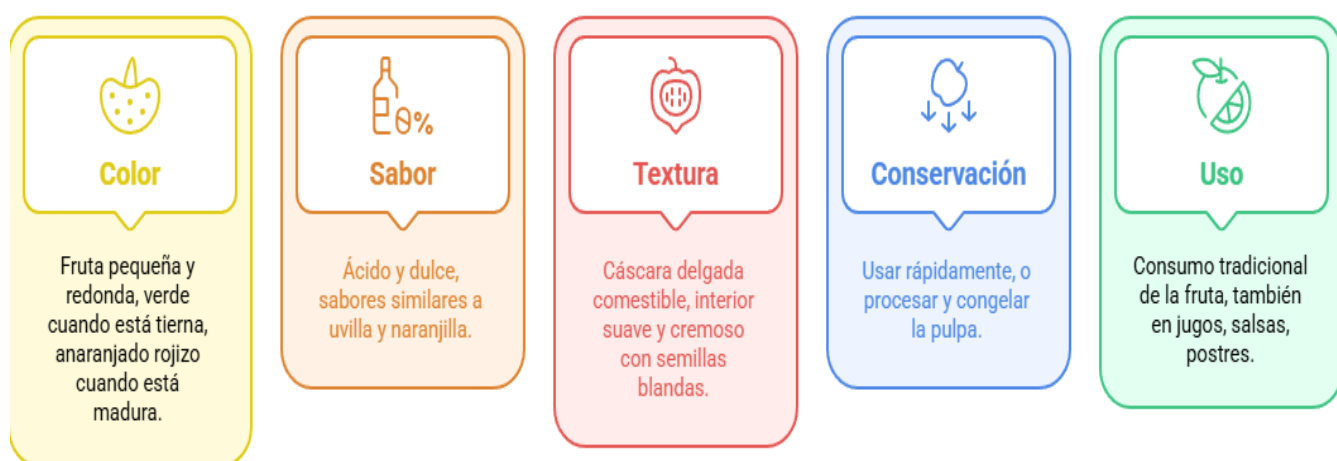 Color
Fruta pequeña y
redonda, verde
cuando está tierna,
anaranjado rojizo
cuando está
madura.
0%
Sabor
Ácido y dulce,
sabores similares a
uvilla y naranjilla.
Textura
Cáscara delgada
comestible, interior
suave y cremoso
con semillas
blandas.
Conservación
Usar rápidamente, o
procesar y congelar
la pulpa.
Uso
Consumo tradicional
de la fruta, también
en jugos, salsas,
postres.